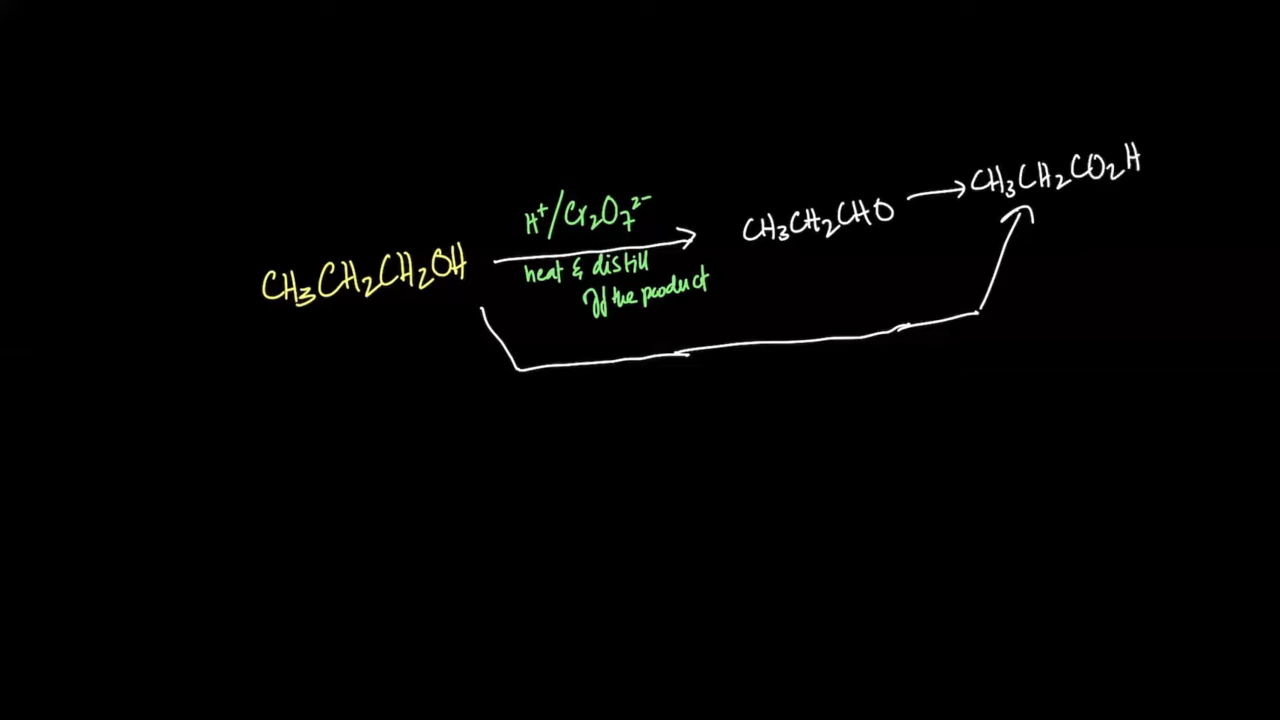 CH₃CH₂CH₂OH
H⁺/Cr₂O₇²⁻
heat & distill
off the product
CH₃CH₂CHO
CH₃CH₂CO₂H